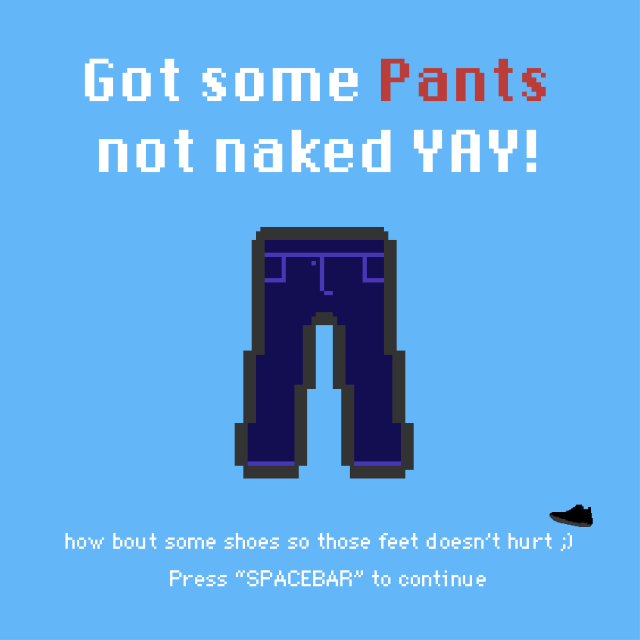 Got some Pants
not naked YAY!
how bout some shoes so those feet doesn't hurt ;)
Press "SPACEBAR" to continue